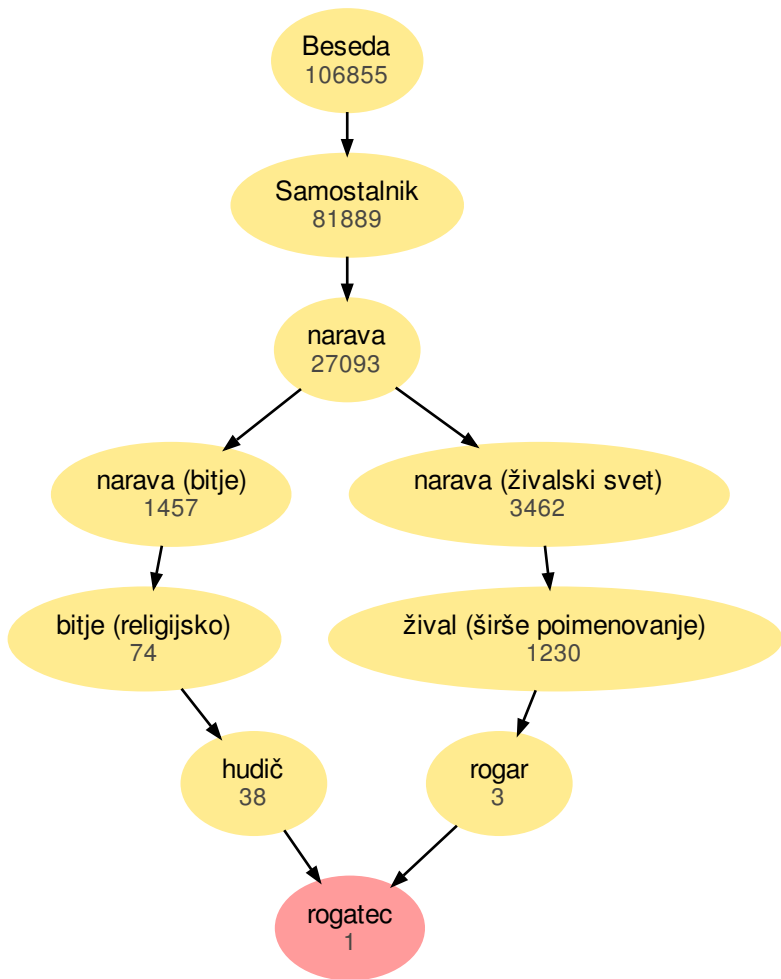 Beseda
106855
Samostalnik
81889
narava
27093
narava (bitje)
1457
narava (živalski svet)
3462
bitje (religijsko)
74
žival (širše poimenovanje)
1230
hudič
38
rogar
3
rogatec
1